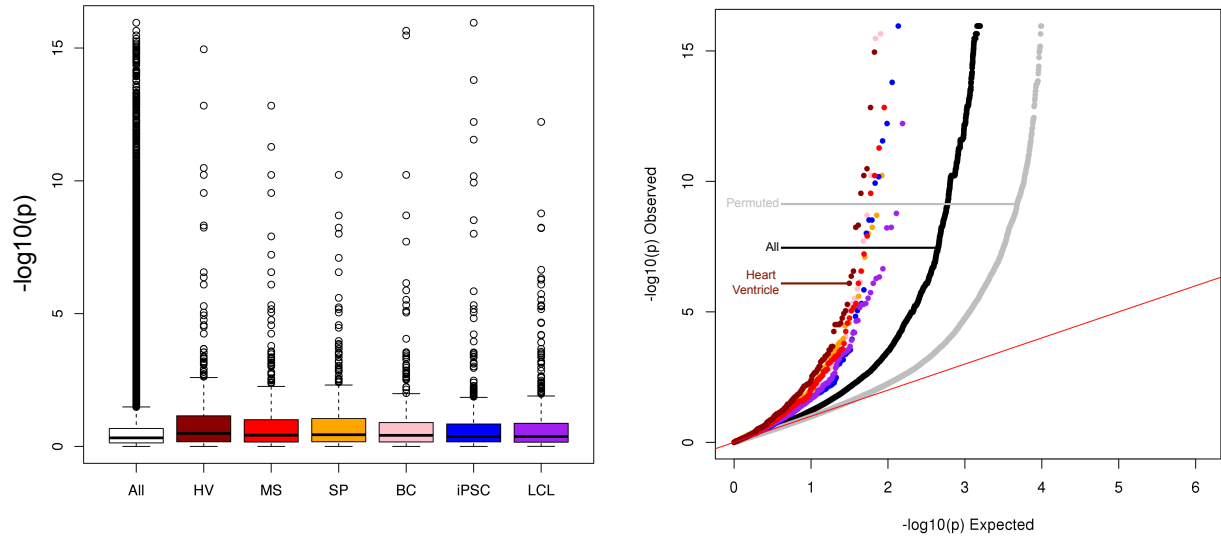 -log10(p)
15
10
5
0
All HV MS SP BC iPSC LCL
-log10(p) Observed
15
10
5
0
Permuted
All
Heart
Ventricle
0 1 2 3 4 5 6
-log10(p) Expected